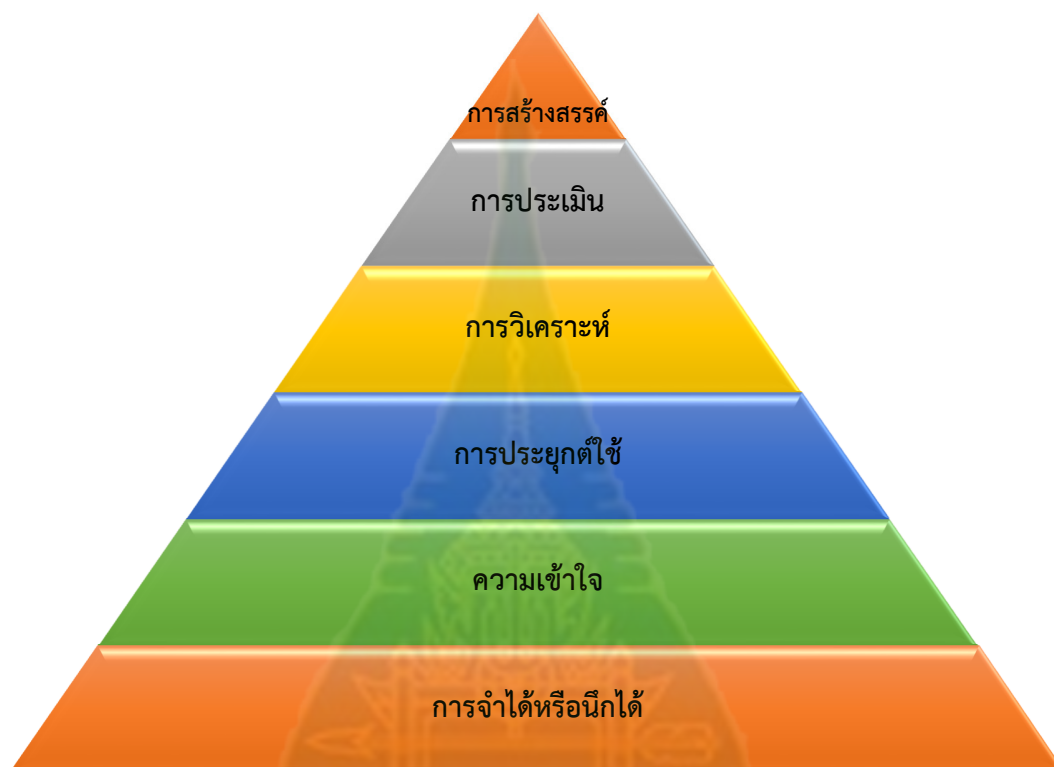 การสร้างสรรค์
การประเมิน
การวิเคราะห์
การประยุกต์ใช้
ความเข้าใจ
การจำได้หรือนึกได้